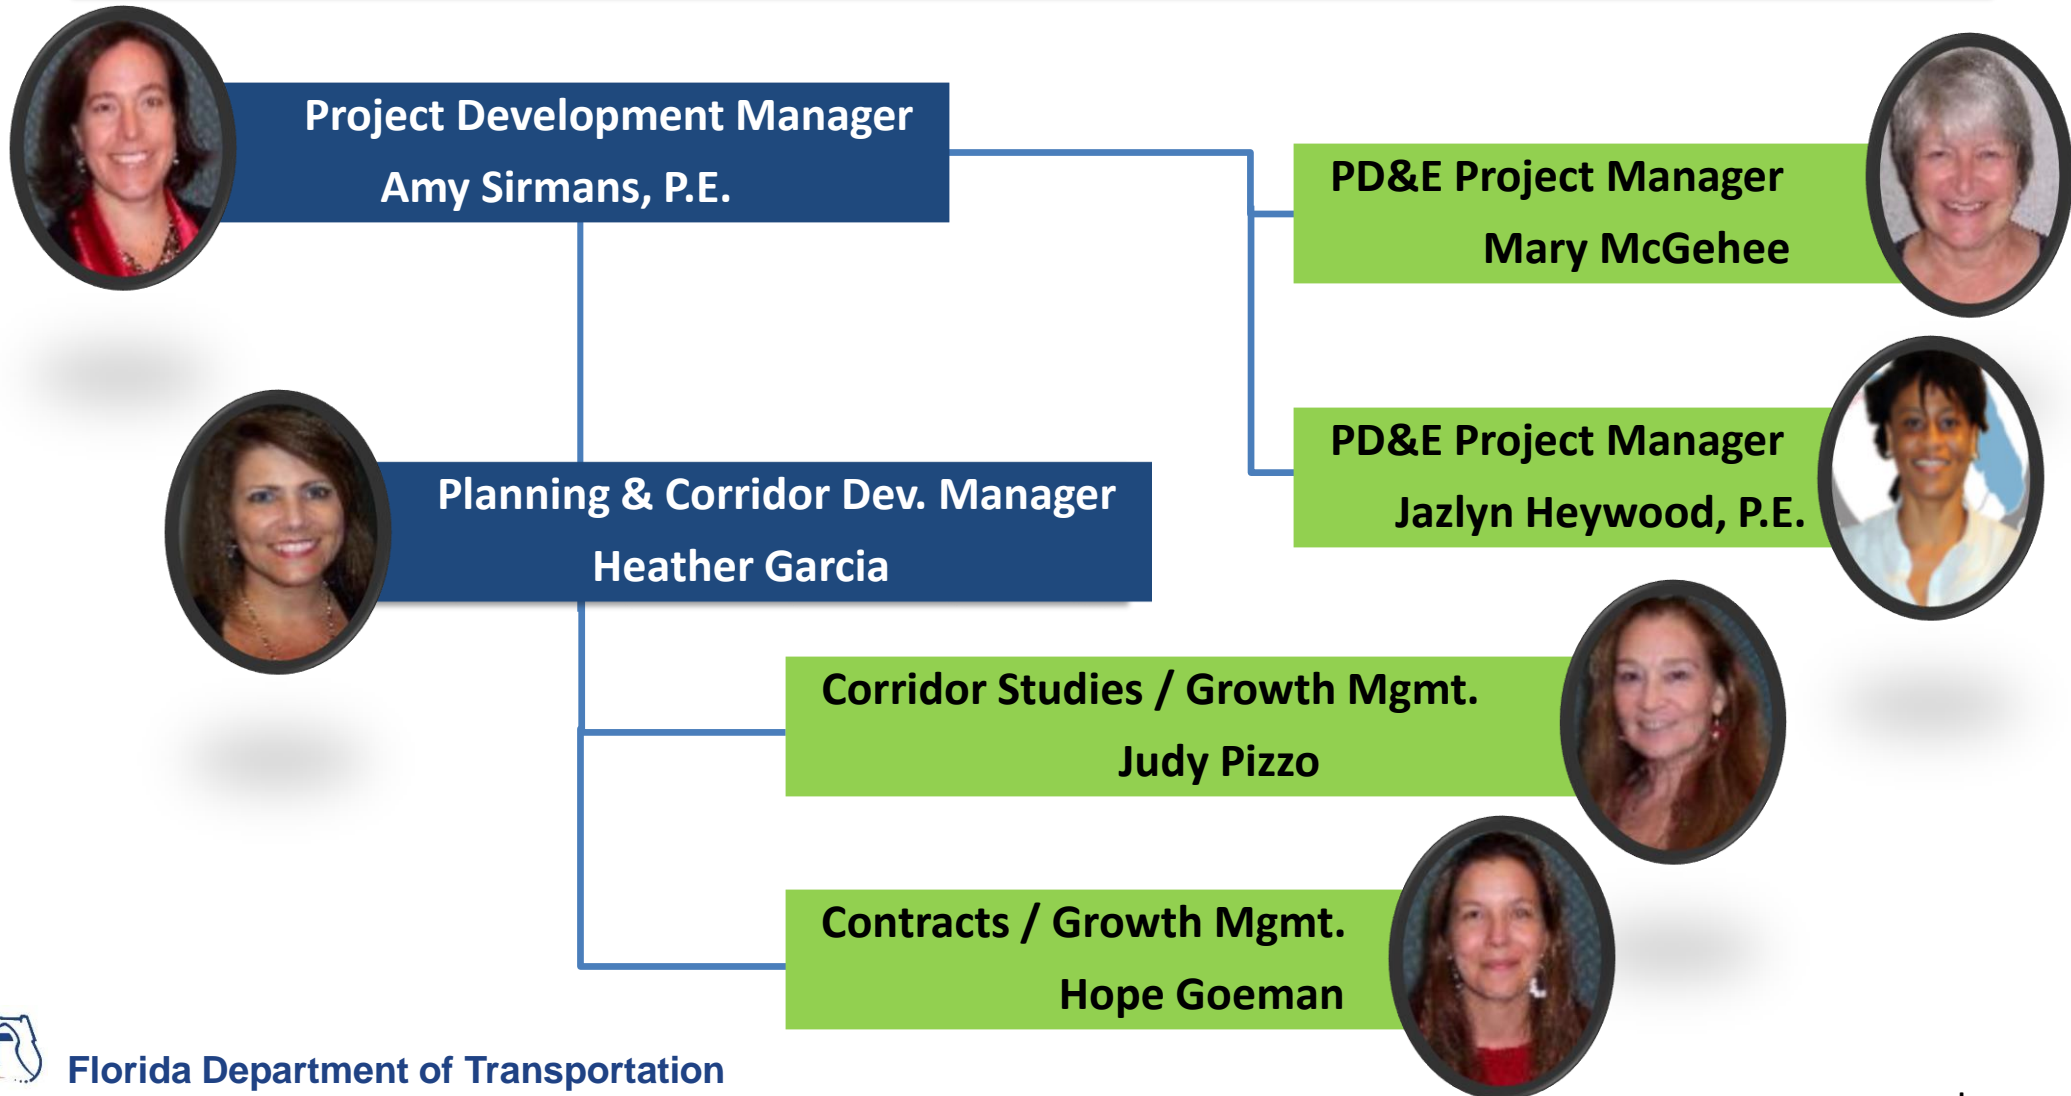 Project Development Manager
Amy Sirmans, P.E.
PD&E Project Manager
Mary McGehee
PD&E Project Manager
Jazlyn Heywood, P.E.
Planning & Corridor Dev. Manager
Heather Garcia
Corridor Studies / Growth Mgmt.
Judy Pizzo
Contracts / Growth Mgmt.
Hope Goeman
Florida Department of Transportation